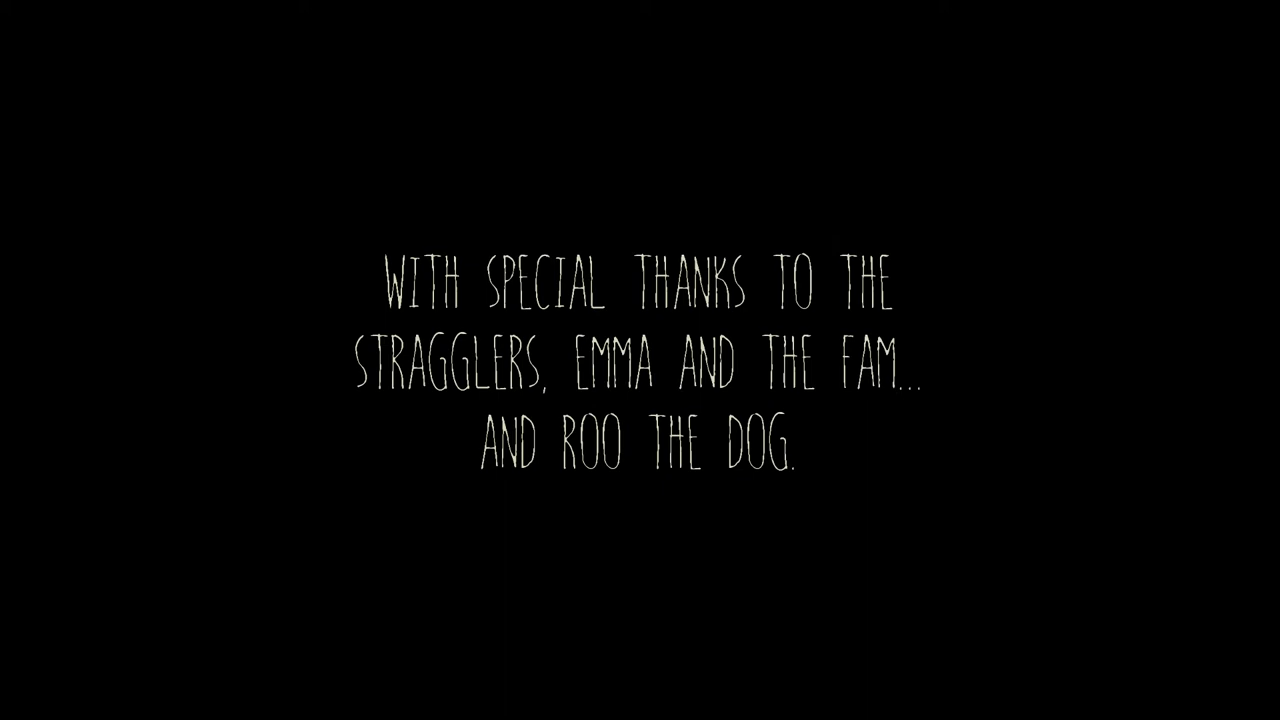 WITH SPECIAL THANKS TO THE
STRAGGLERS, EMMA AND THE FAM...
AND ROO THE DOG.